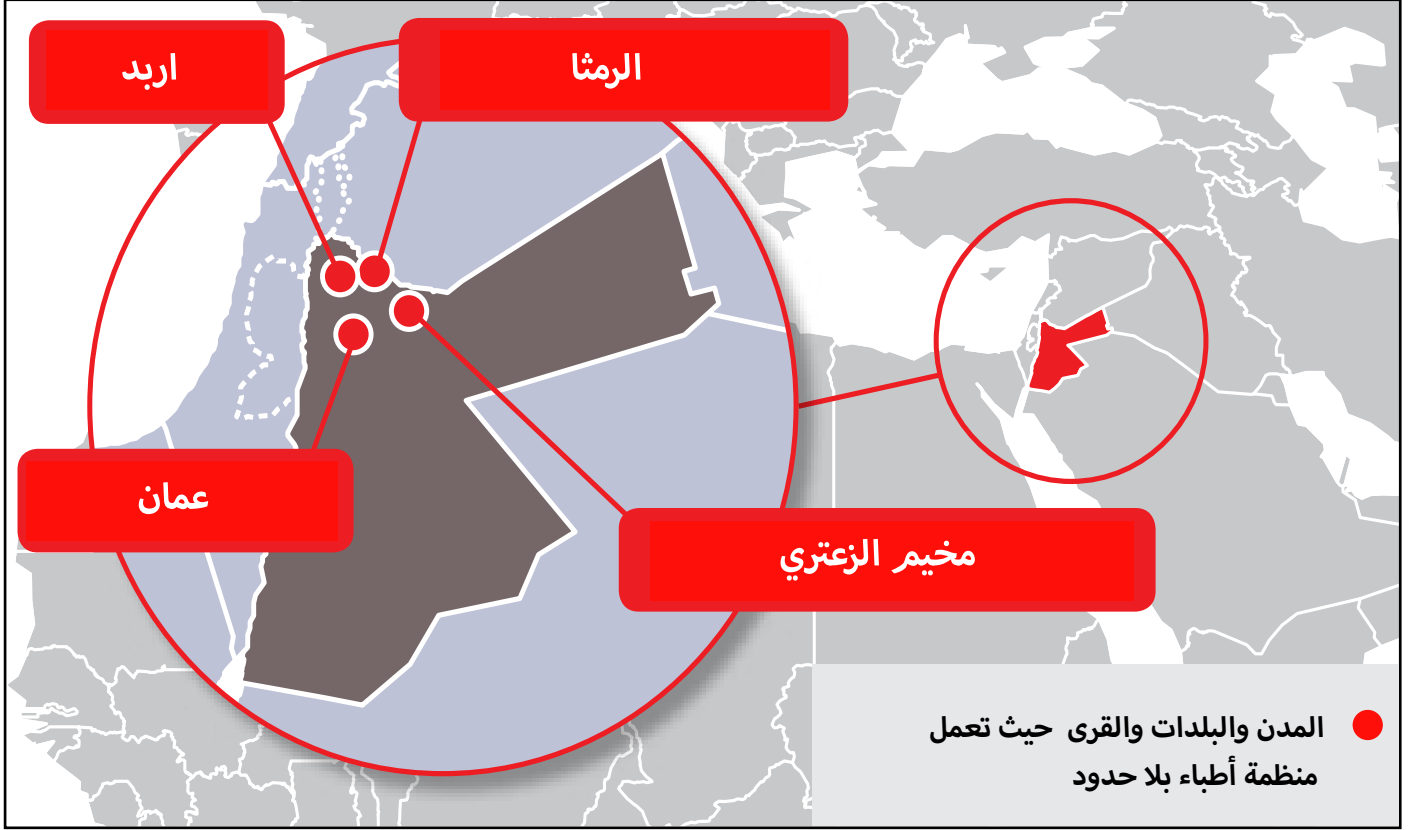 الرمثا
اربد
عمان
مخيم الزعتري
المدن والبلدات والقرى حيث تعمل
منظمة أطباء بلا حدود